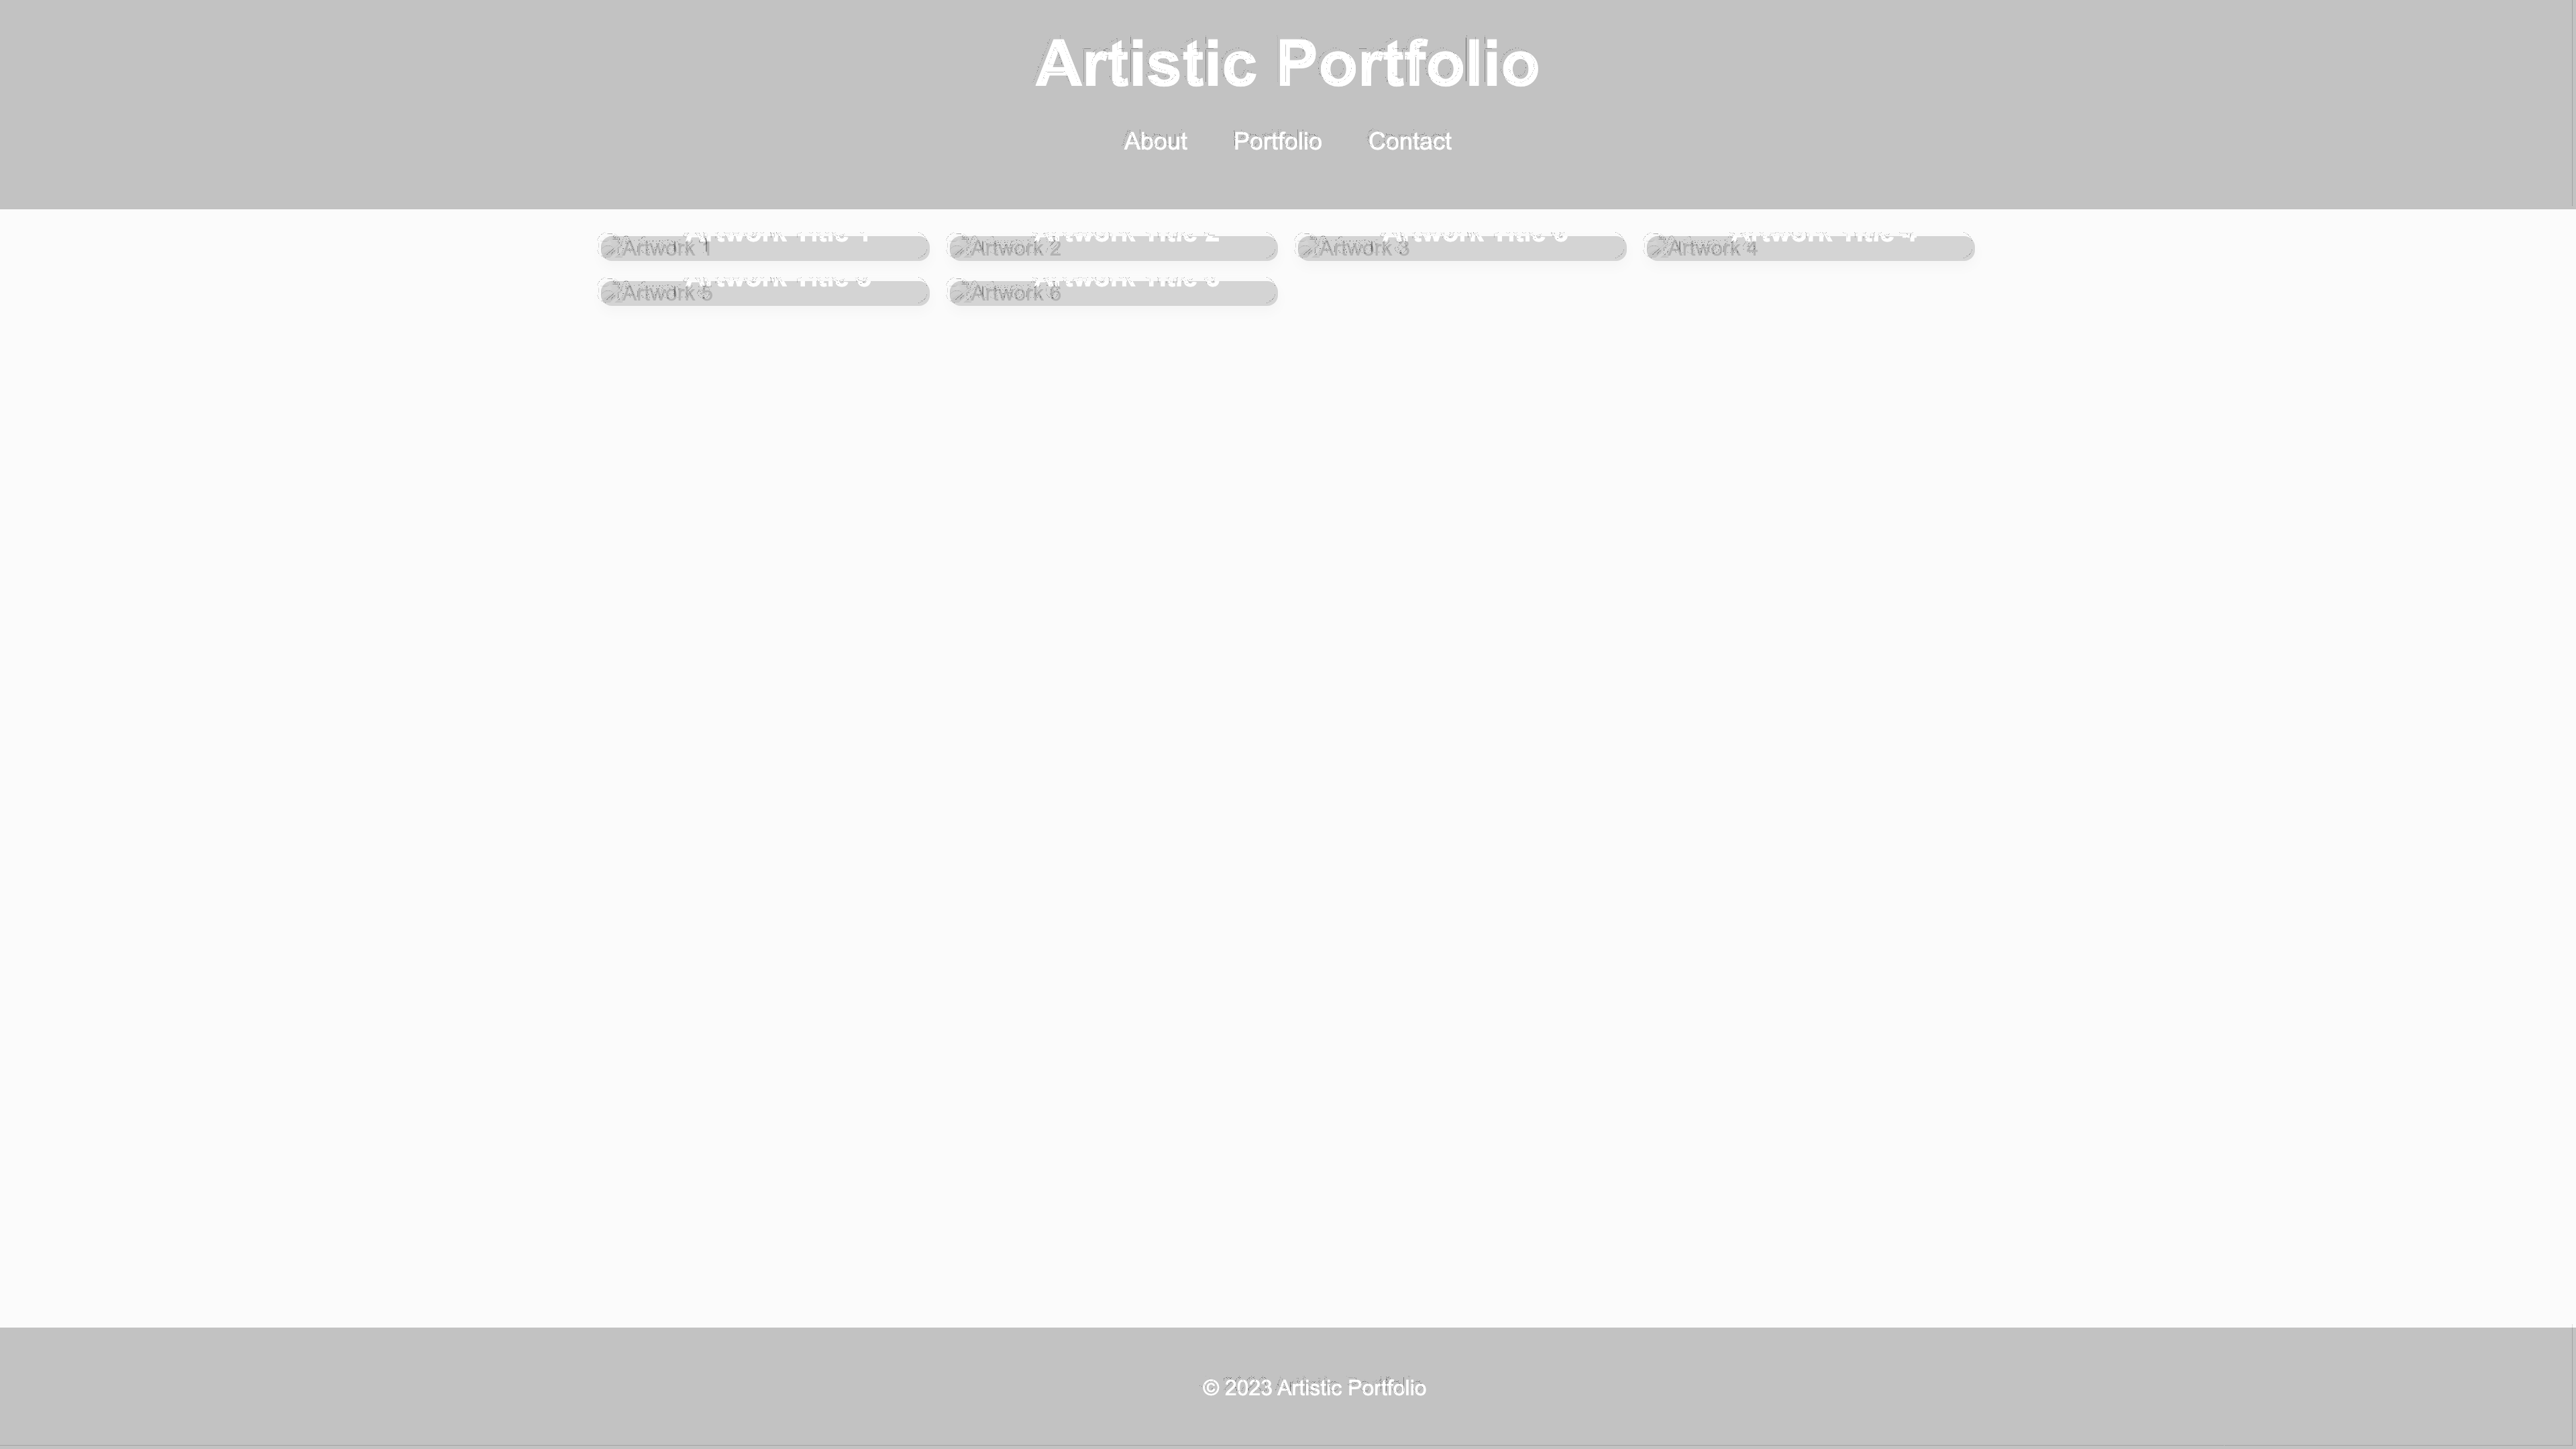 Artistic Portfolio
About Portfolio Contact
Artwork Title 1 Artwork Title 2 Artwork Title 3 Artwork Title 4
Artwork 1 Artwork 2 Artwork 3 Artwork 4
Artwork Title 5 Artwork Title 6
Artwork 5 Artwork 6
© 2023 Artistic Portfolio